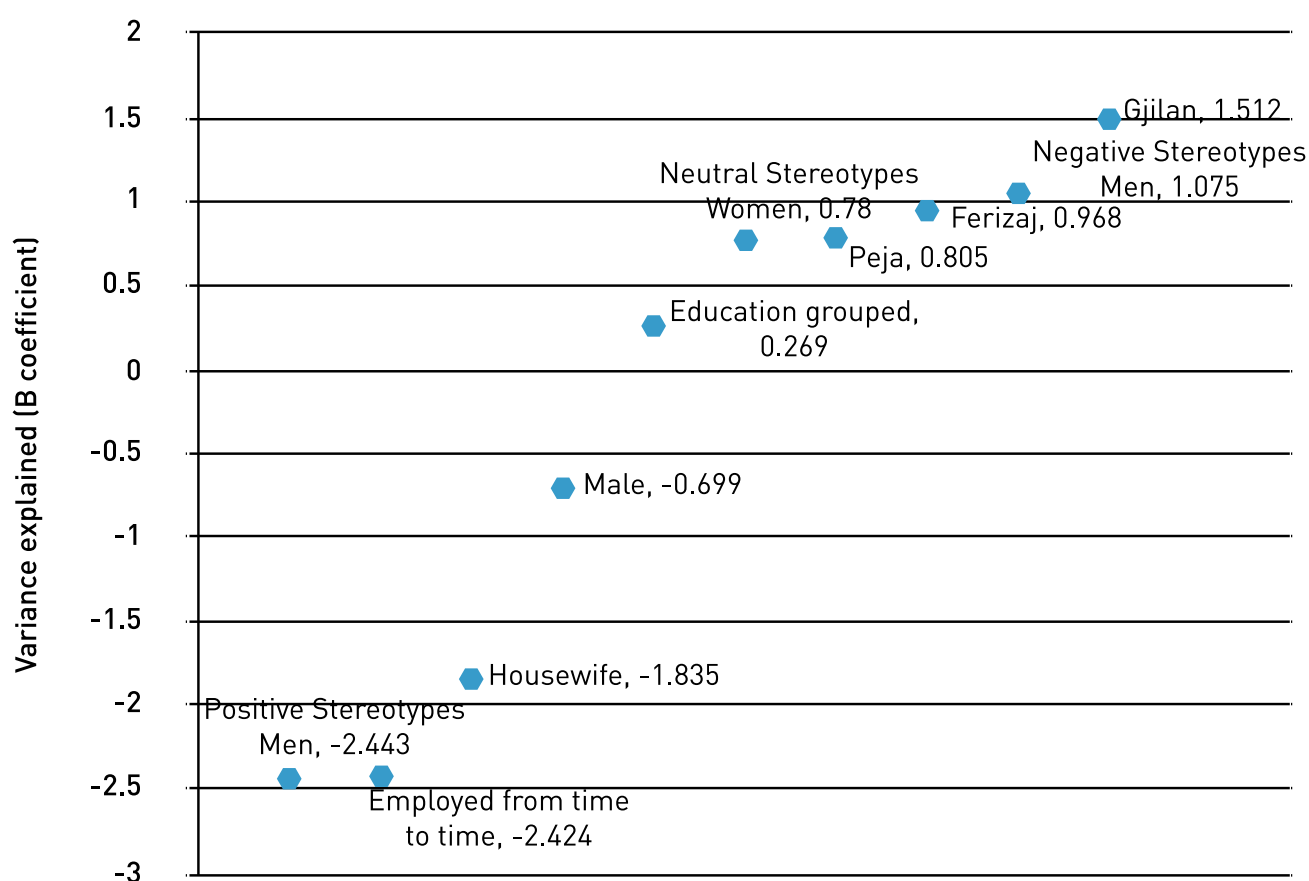 2
1.5
1
0.5
0
-0.5
-1
-1.5
-2
-2.5
-3
Variance explained (B coefficient)
Gjilan, 1.512
Negative Stereotypes
Men, 1.075
Neutral Stereotypes
Women, 0.78
Ferizaj, 0.968
Peja, 0.805
Education grouped,
0.269
Male, -0.699
Housewife, -1.835
Positive Stereotypes
Men, -2.443
Employed from time
to time, -2.424